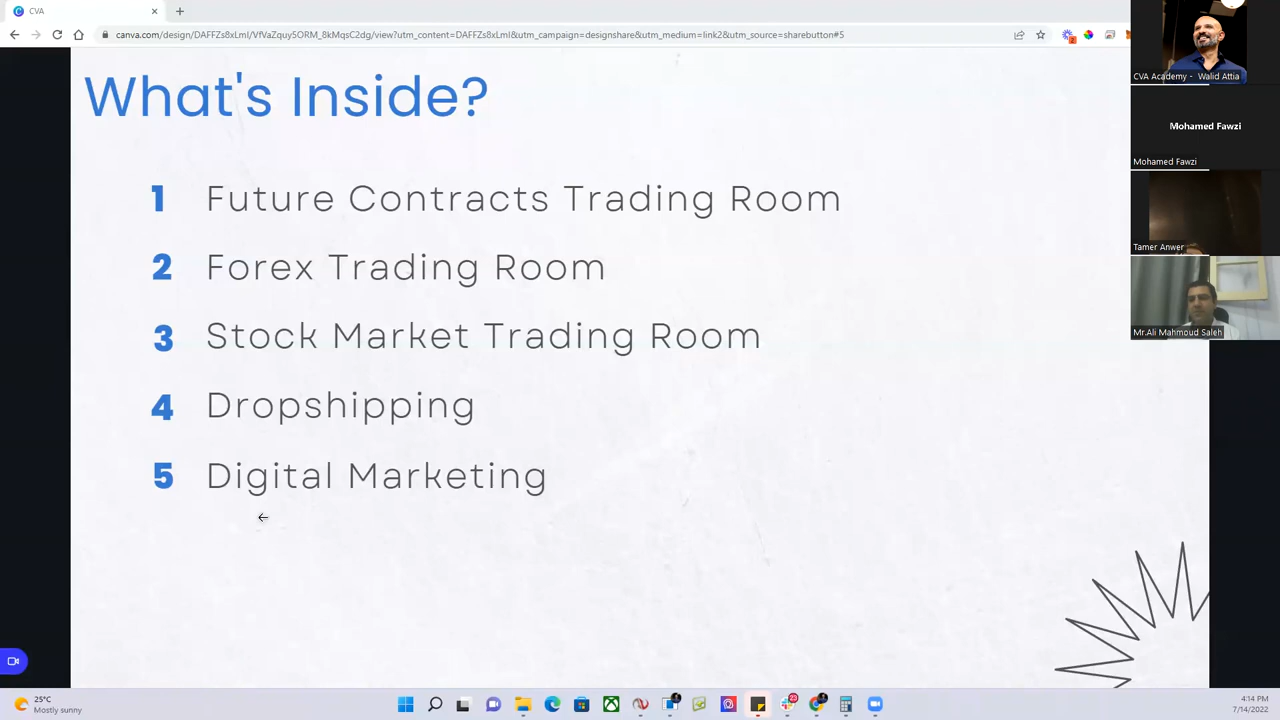 CVA
canva.com/design/DAFFZs8xLmI/VfVaZquy5ORM_8kMqsC2dg/view?utm_content=DAFFZs8xLmI&utm_campaign=designshare&utm_medium=link2&utm_source=sharebutton#5
What's Inside?
1 Future Contracts Trading Room
2 Forex Trading Room
3 Stock Market Trading Room
4 Dropshipping
5 Digital Marketing
CVA Academy - Walid Attia
Mohamed Fawzi
Mohamed Fawzi
Tamer Anwer
Mr.Ali Mahmoud Saleh
25°C
Mostly sunny
23
4:14 PM
7/14/2022